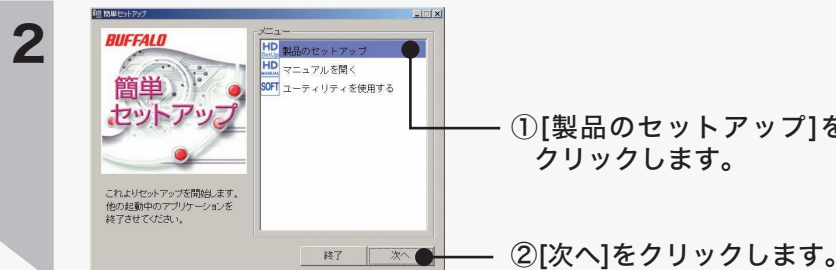 2
簡単セットアップ
BUFFALO
簡単
セットアップ
これよりセットアップを開始します。
他の起動中のアプリケーションを
終了させてください。
メニュー
HD 製品のセットアップ
HD マニュアルを開く
SOFT ユーティリティを使用する
終了
次へ
①[製品のセットアップ]を
クリックします。
②[次へ]をクリックします。